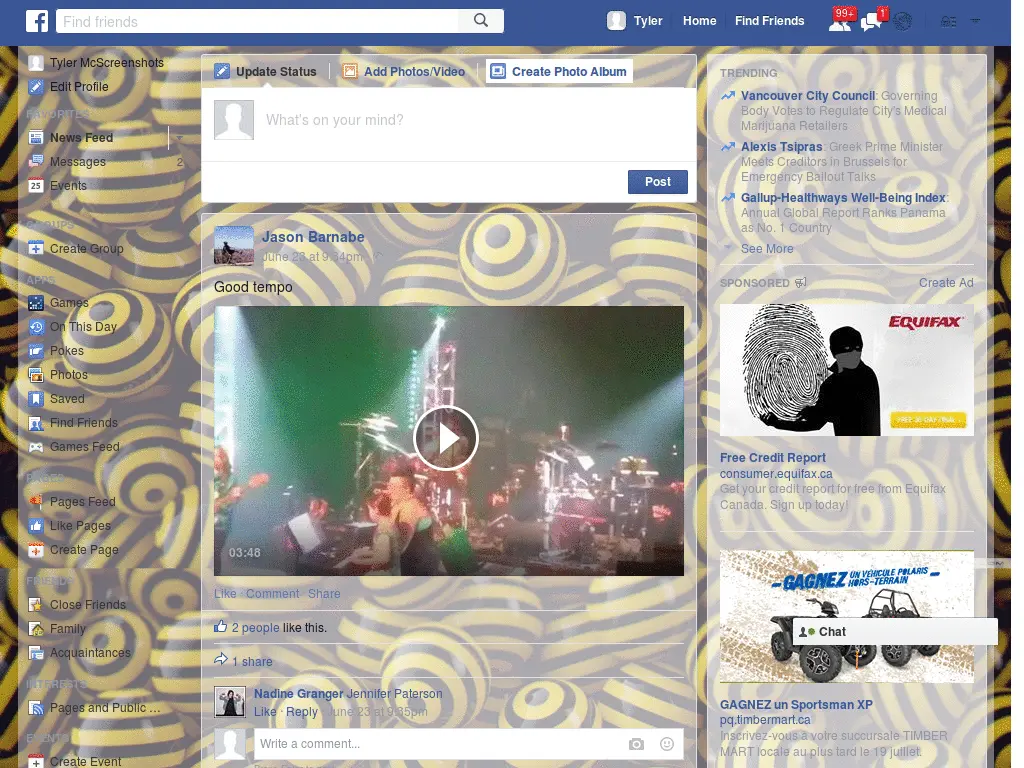 Find friends
Tyler
Home
Find Friends
99+
1
Tyler McScreenshots
Edit Profile
FAVORITES
News Feed
Messages
2
Events
GROUPS
Create Group
APPS
Games
On This Day
Pokes
Photos
Saved
Find Friends
Games Feed
PAGES
Pages Feed
Like Pages
Create Page
FRIENDS
Close Friends
Family
Acquaintances
INTERESTS
Pages and Public ...
EVENTS
Create Event
Update Status
Add Photos/Video
Create Photo Album
What's on your mind?
Post
Jason Barnabe
June 23 at 9:34pm
Good tempo
03:48
Like · Comment · Share
2 people like this.
1 share
Nadine Granger Jennifer Paterson
Like · Reply · June 23 at 9:35pm
Write a comment...
TRENDING
Vancouver City Council: Governing
Body Votes to Regulate City's Medical
Marijuana Retailers
Alexis Tsipras: Greek Prime Minister
Meets Creditors in Brussels for
Emergency Bailout Talks
Gallup-Healthways Well-Being Index:
Annual Global Report Ranks Panama
as No. 1 Country
See More
SPONSORED
Create Ad
EQUIFAX
FREE 30-DAY TRIAL
Free Credit Report
consumer.equifax.ca
Get your credit report for free from Equifax
Canada. Sign up today!
GAGNEZ UN VÉHICULE POLARIS
HORS-TERRAIN
Chat
GAGNEZ un Sportsman XP
pq.timbermart.ca
Inscrivez-vous à votre succursale TIMBER
MART locale au plus tard le 19 juillet.